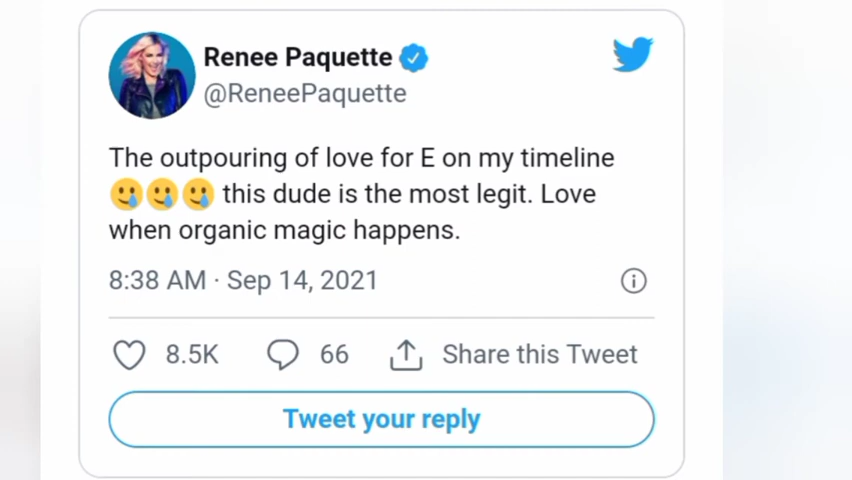 Renee Paquette
@ReneePaquette
The outpouring of love for E on my timeline
🥲🥲🥲 this dude is the most legit. Love
when organic magic happens.
8:38 AM · Sep 14, 2021
8.5K 66 Share this Tweet
Tweet your reply